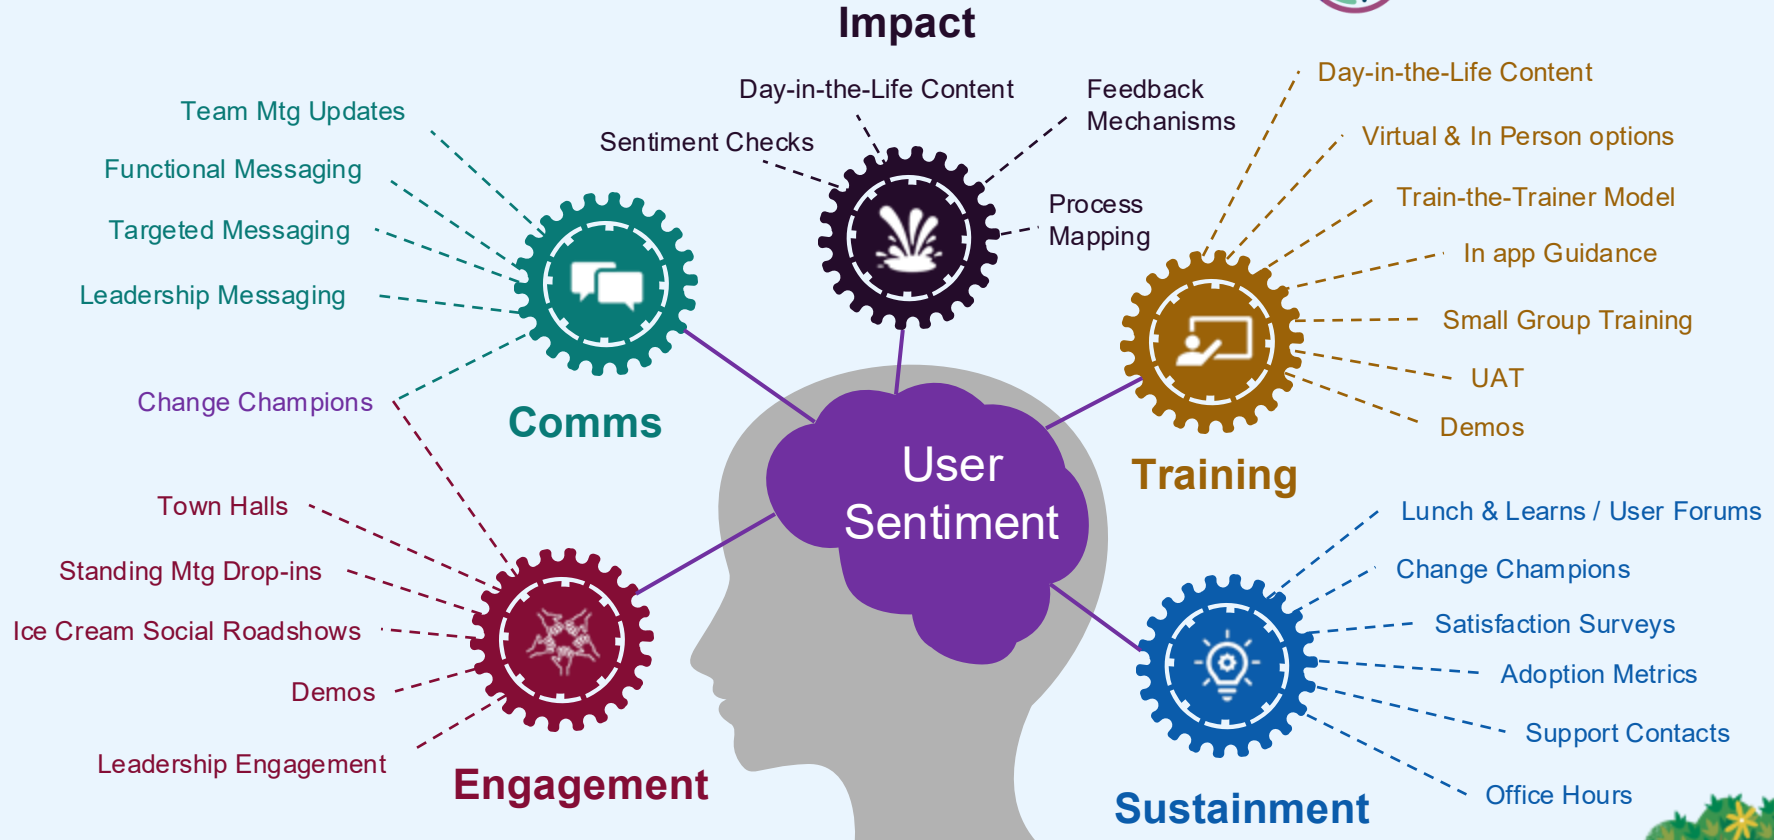 Impact
Day-in-the-Life Content
Sentiment Checks
Feedback
Mechanisms
Process
Mapping
Team Mtg Updates
Functional Messaging
Targeted Messaging
Leadership Messaging
Change Champions
Comms
Day-in-the-Life Content
Virtual & In Person options
Train-the-Trainer Model
In app Guidance
Small Group Training
UAT
Demos
Training
User
Sentiment
Town Halls
Standing Mtg Drop-ins
Ice Cream Social Roadshows
Demos
Leadership Engagement
Engagement
Lunch & Learns / User Forums
Change Champions
Satisfaction Surveys
Adoption Metrics
Support Contacts
Office Hours
Sustainment